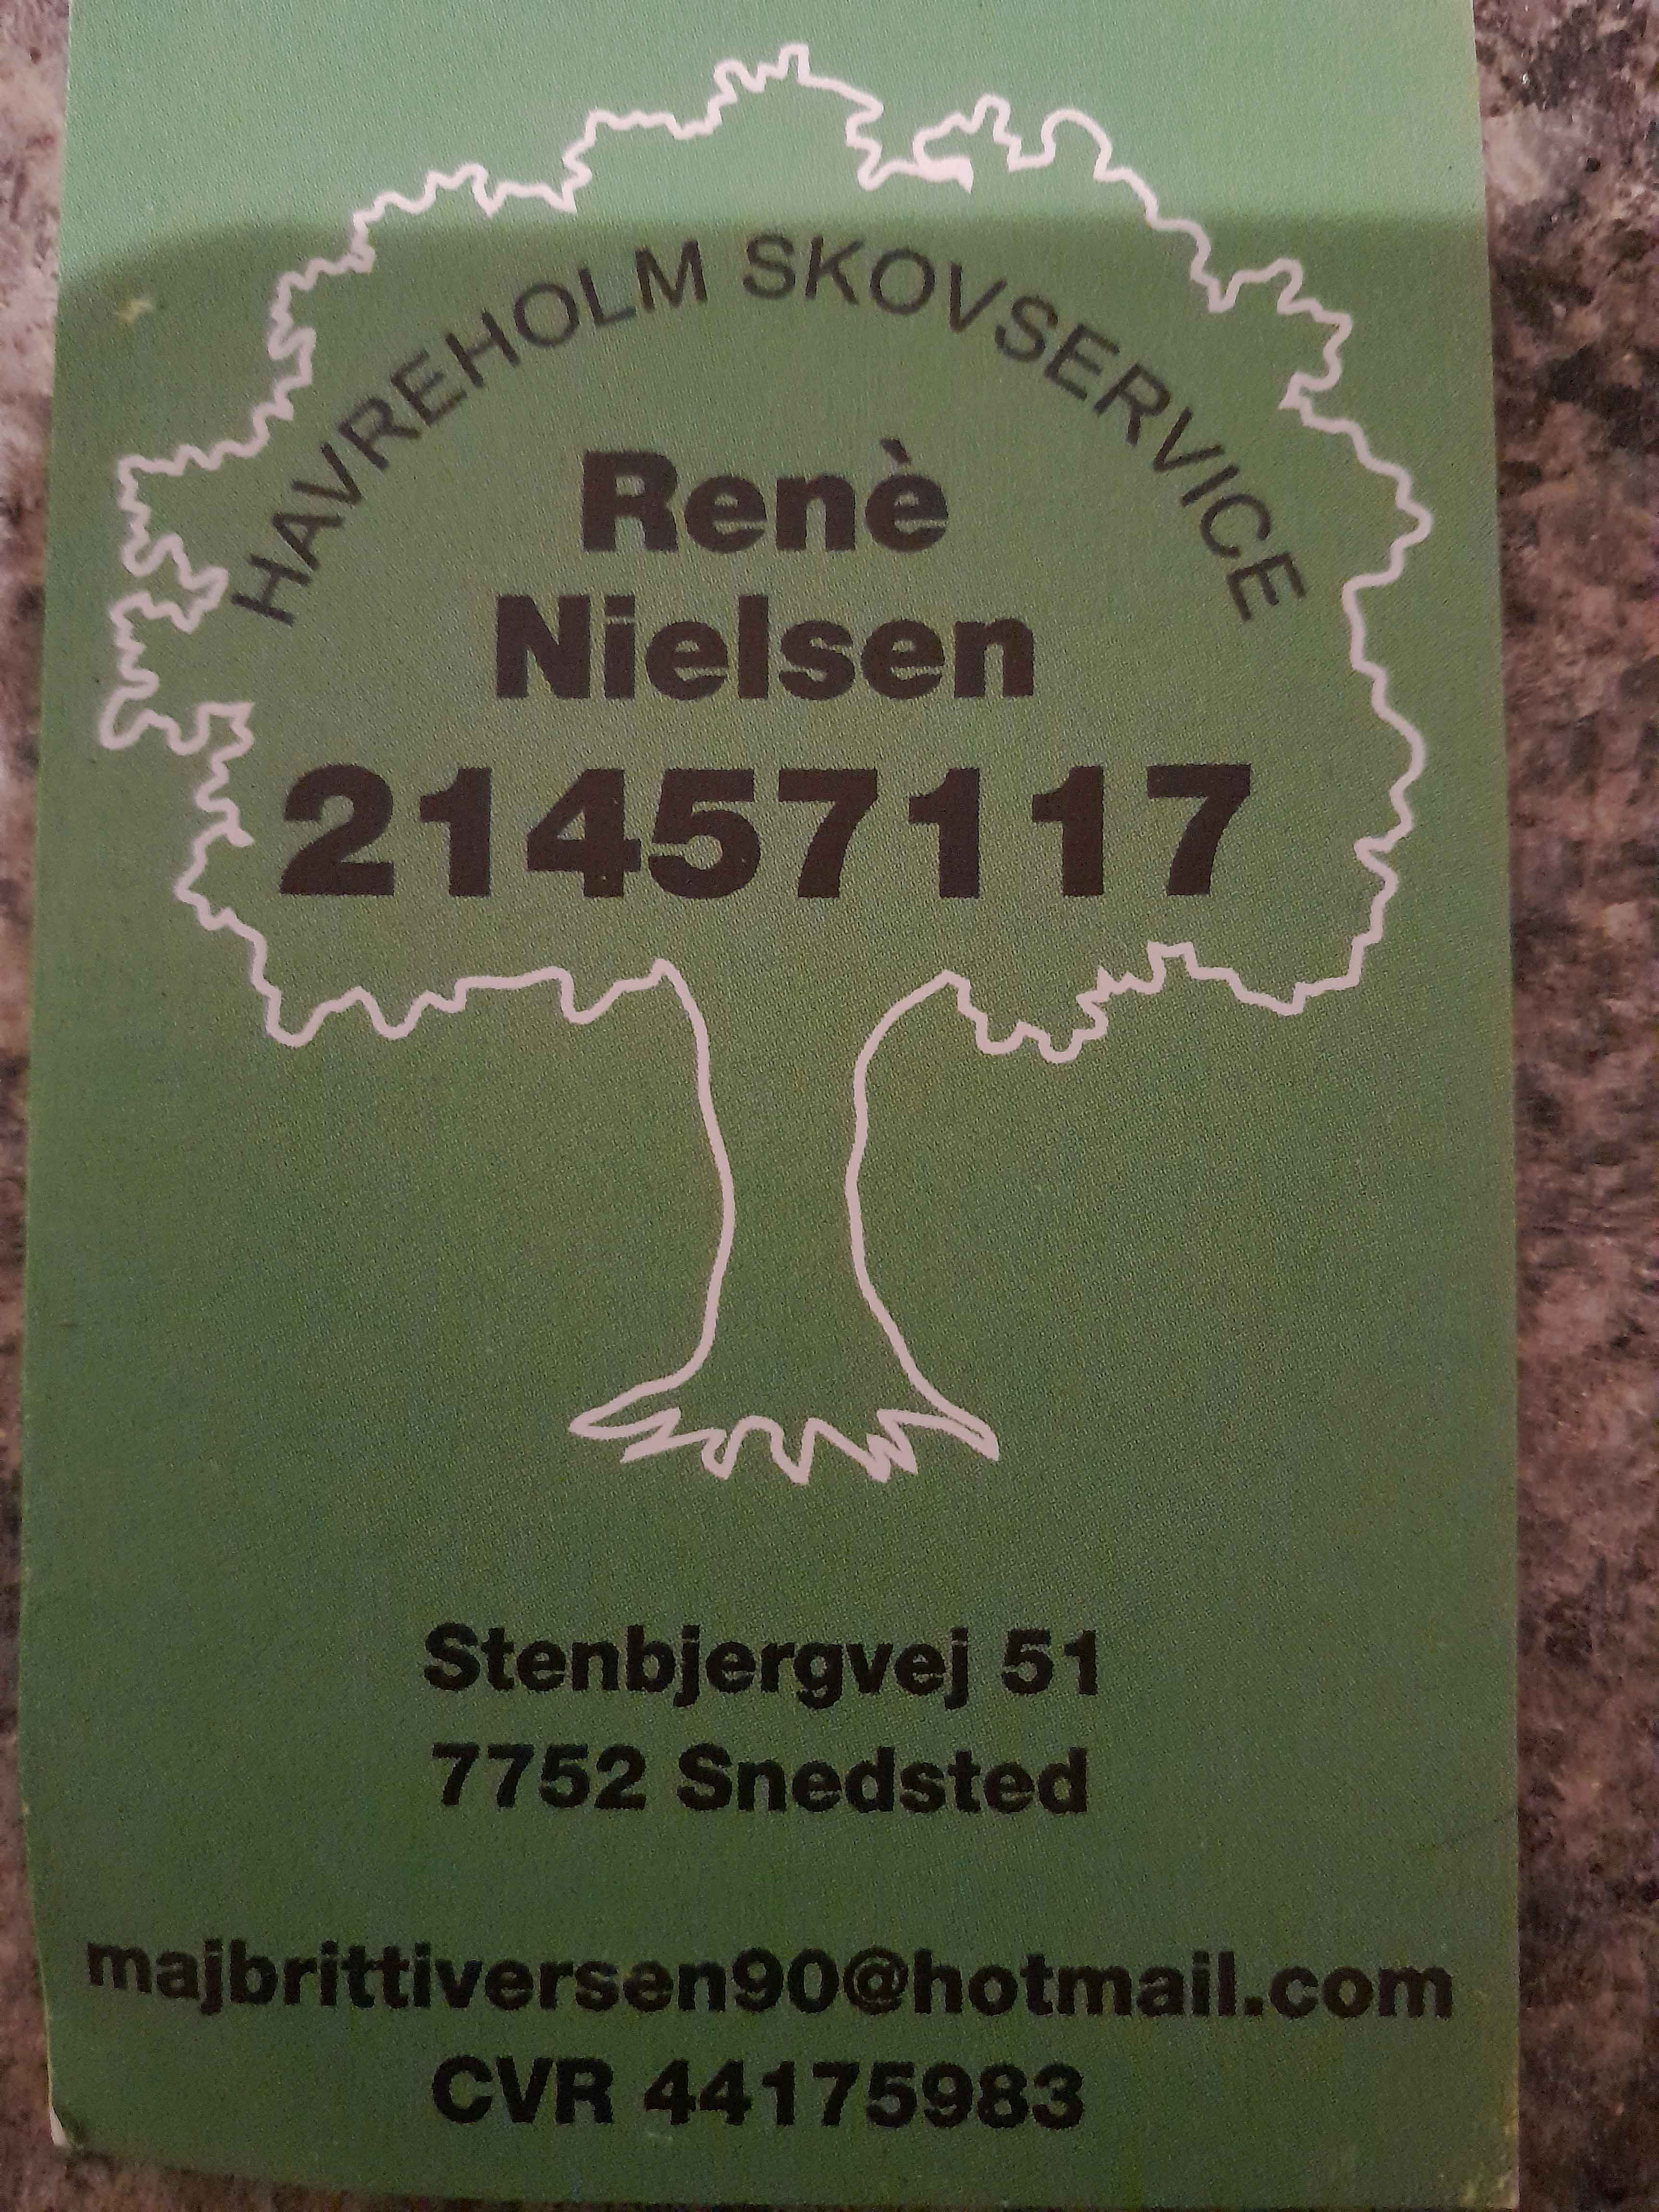 HAVREHOLM SKOVSERVICE
Renè
Nielsen
21457117
Stenbjergvej 51
7752 Snedsted
majbrittiversen90@hotmail.com
CVR 44175983